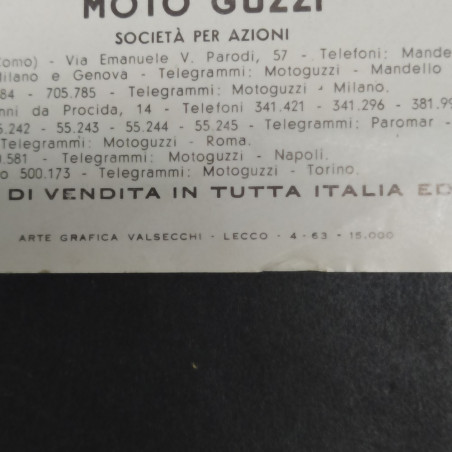 MOTO GUZZI
SOCIETÀ PER AZIONI
Como) - Via Emanuele V. Parodi, 57 - Telefoni: Mande
Milano e Genova - Telegrammi: Motoguzzi - Mandello
84 - 705.785 - Telegrammi: Motoguzzi - Milano.
nni da Procida, 14 - Telefoni 341.421 - 341.296 - 381.99
5.242 - 55.243 - 55.244 - 55.245 - Telegrammi: Paromar -
Telegrammi: Motoguzzi - Roma.
0.581 - Telegrammi: Motoguzzi - Napoli.
o 500.173 - Telegrammi: Motoguzzi - Torino.
DI VENDITA IN TUTTA ITALIA ED
ARTE GRAFICA VALSECCHI - LECCO - 4 - 63 - 15.000